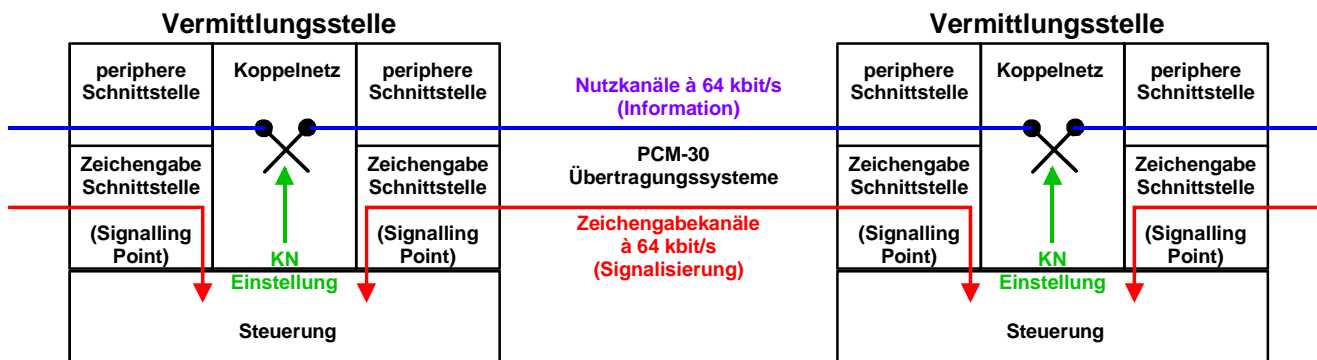 Vermittlungsstelle
periphere
Schnittstelle
Koppelnetz
periphere
Schnittstelle
Zeichengabe
Schnittstelle
(Signalling
Point)
KN
Einstellung
Zeichengabe
Schnittstelle
(Signalling
Point)
Steuerung
Nutzkanäle à 64 kbit/s
(Information)
PCM-30
Übertragungssysteme
Zeichengabekanäle
à 64 kbit/s
(Signalisierung)
Vermittlungsstelle
periphere
Schnittstelle
Koppelnetz
periphere
Schnittstelle
Zeichengabe
Schnittstelle
(Signalling
Point)
KN
Einstellung
Zeichengabe
Schnittstelle
(Signalling
Point)
Steuerung